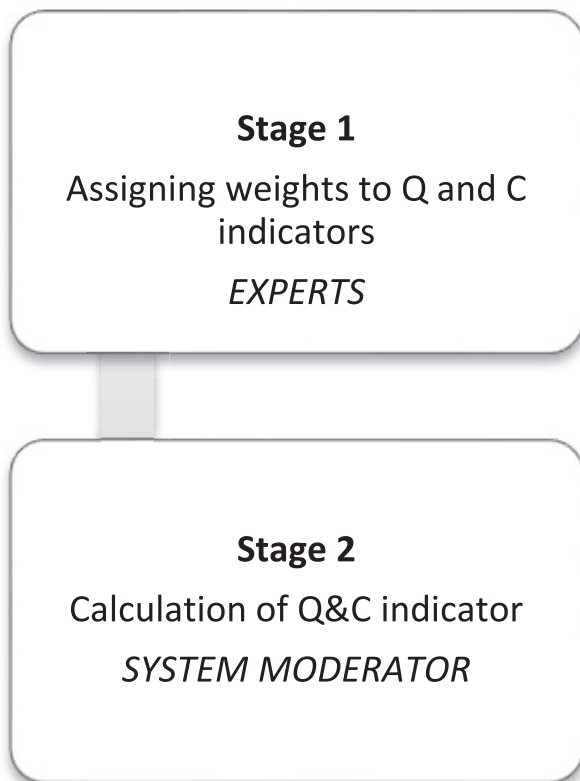 Stage 1
Assigning weights to Q and C
indicators
EXPERTS
Stage 2
Calculation of Q&C indicator
SYSTEM MODERATOR